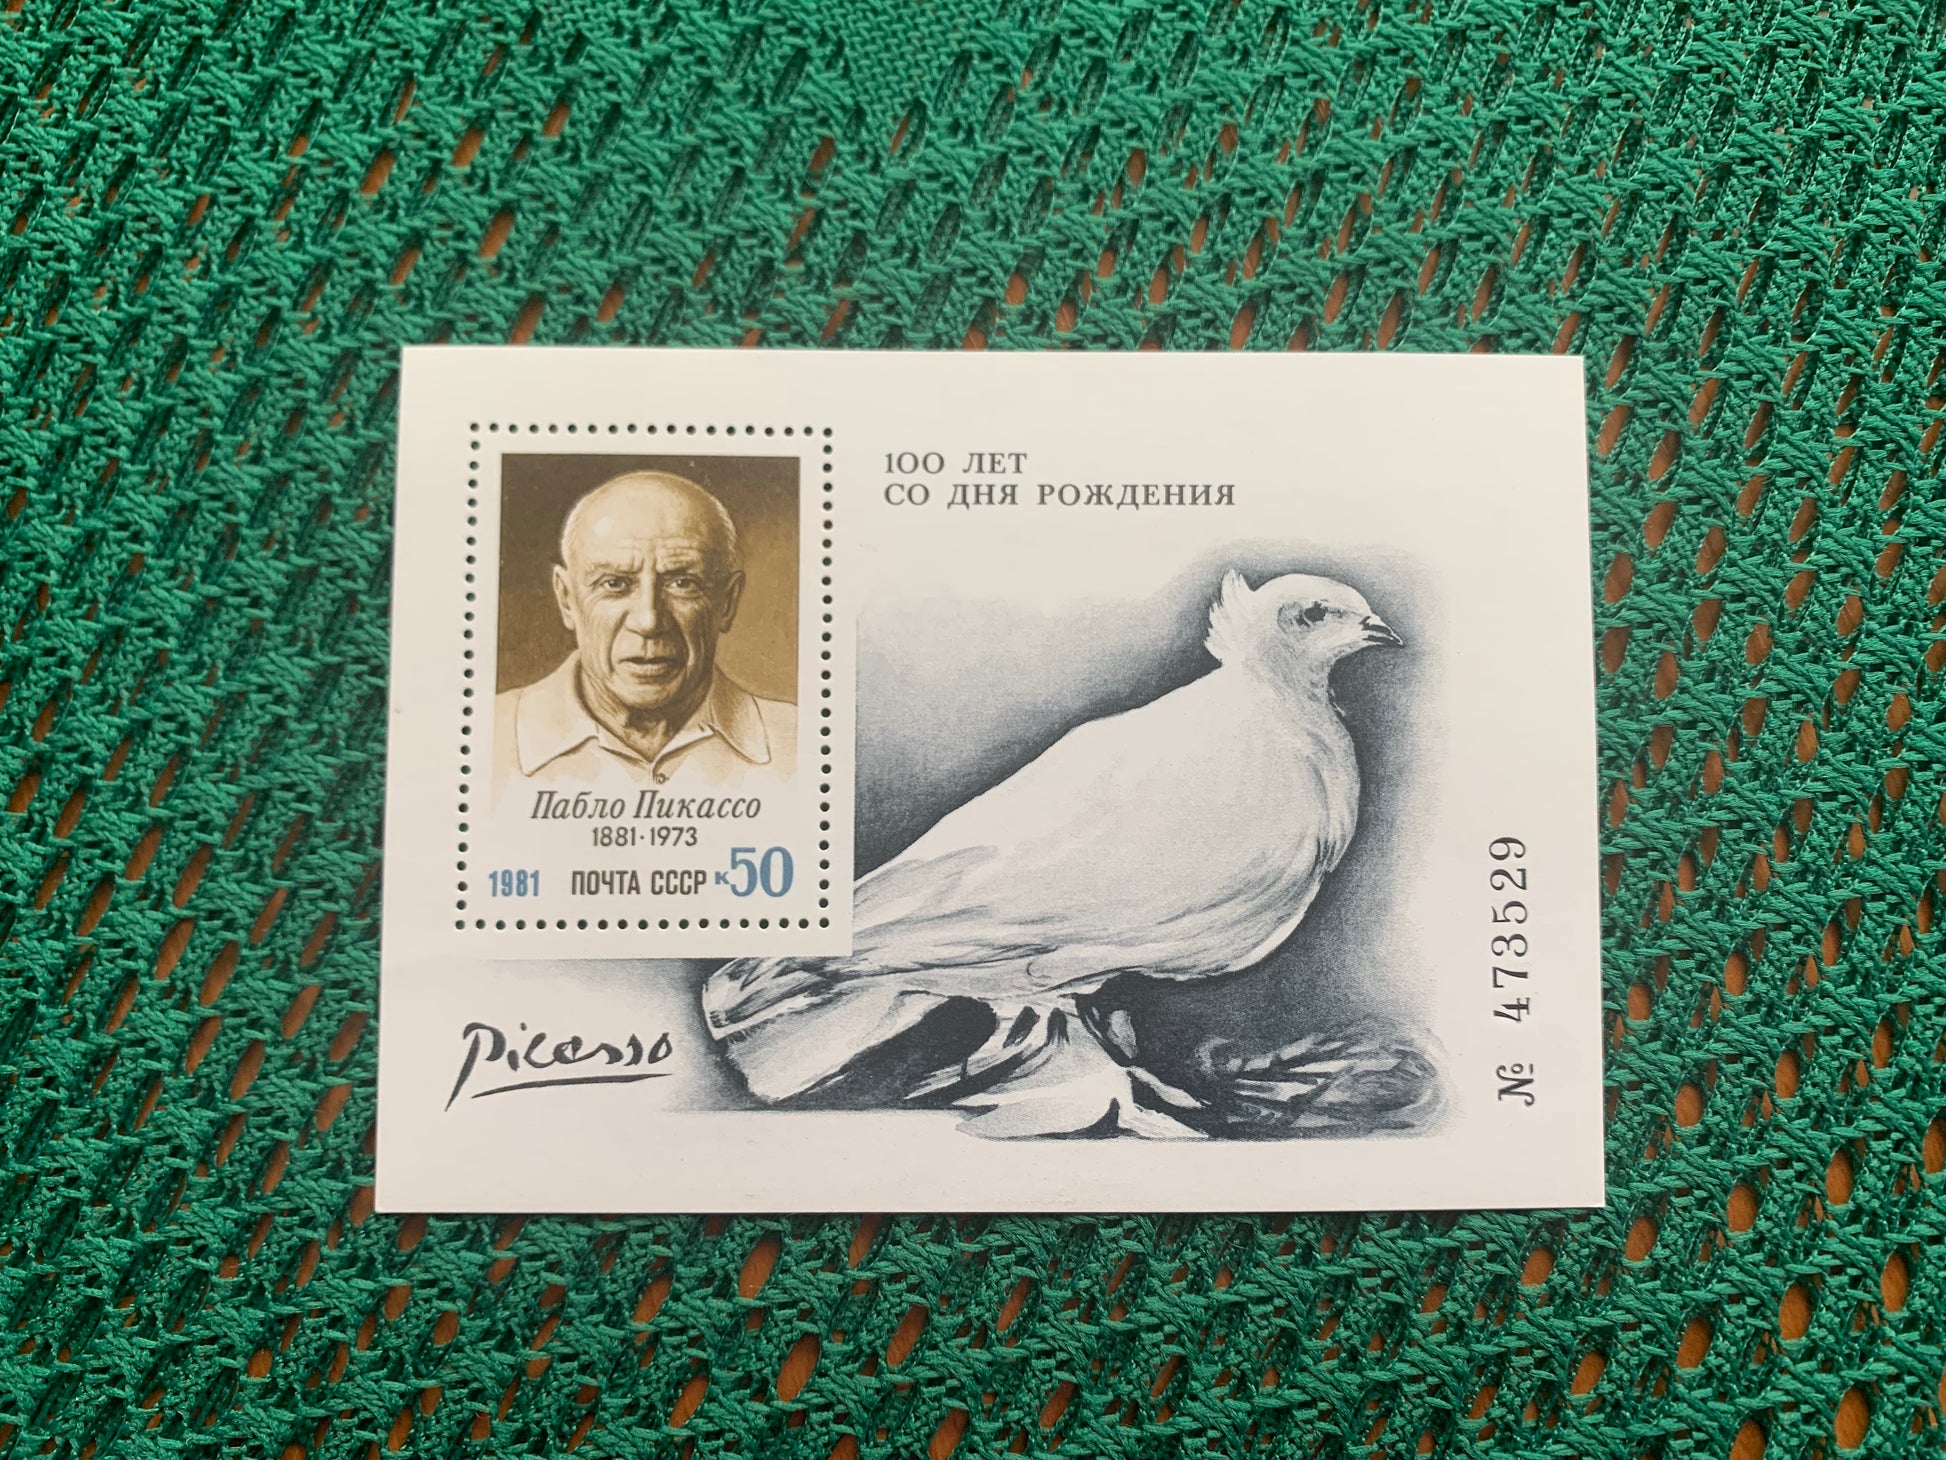 100 ЛЕТ
СО ДНЯ РОЖДЕНИЯ
Пабло Пикассо
1881·1973
1981 ПОЧТА СССР к50
Picasso
№ 473529